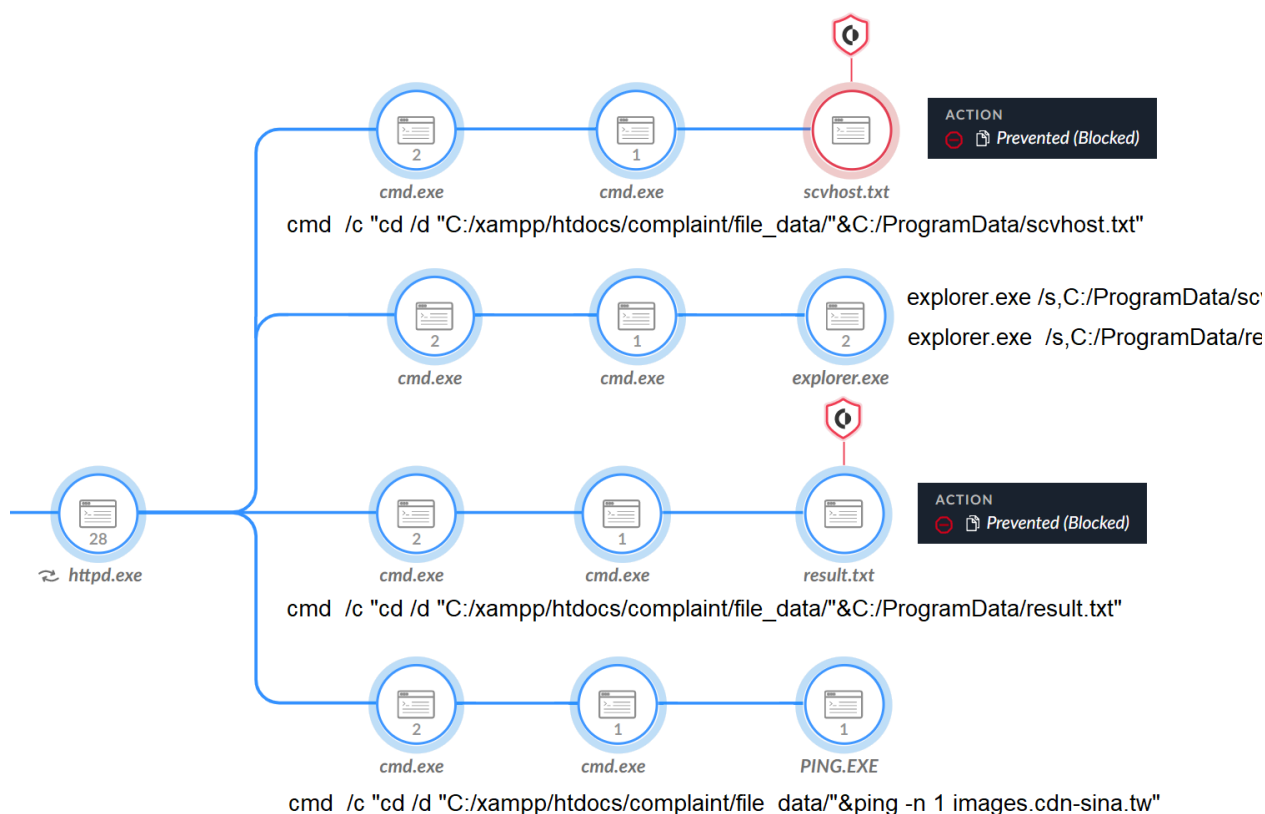 ACTION
Prevented (Blocked)
2
1
cmd.exe
cmd.exe
scvhost.txt
cmd /c "cd /d "C:/xampp/htdocs/complaint/file_data/"&C:/ProgramData/scvhost.txt"
explorer.exe /s,C:/ProgramData/scv
explorer.exe /s,C:/ProgramData/re
2
1
2
cmd.exe
cmd.exe
explorer.exe
ACTION
Prevented (Blocked)
28
2
1
httpd.exe
cmd.exe
cmd.exe
result.txt
cmd /c "cd /d "C:/xampp/htdocs/complaint/file_data/"&C:/ProgramData/result.txt"
2
1
1
cmd.exe
cmd.exe
PING.EXE
cmd /c "cd /d "C:/xampp/htdocs/complaint/file_data/"&ping -n 1 images.cdn-sina.tw"